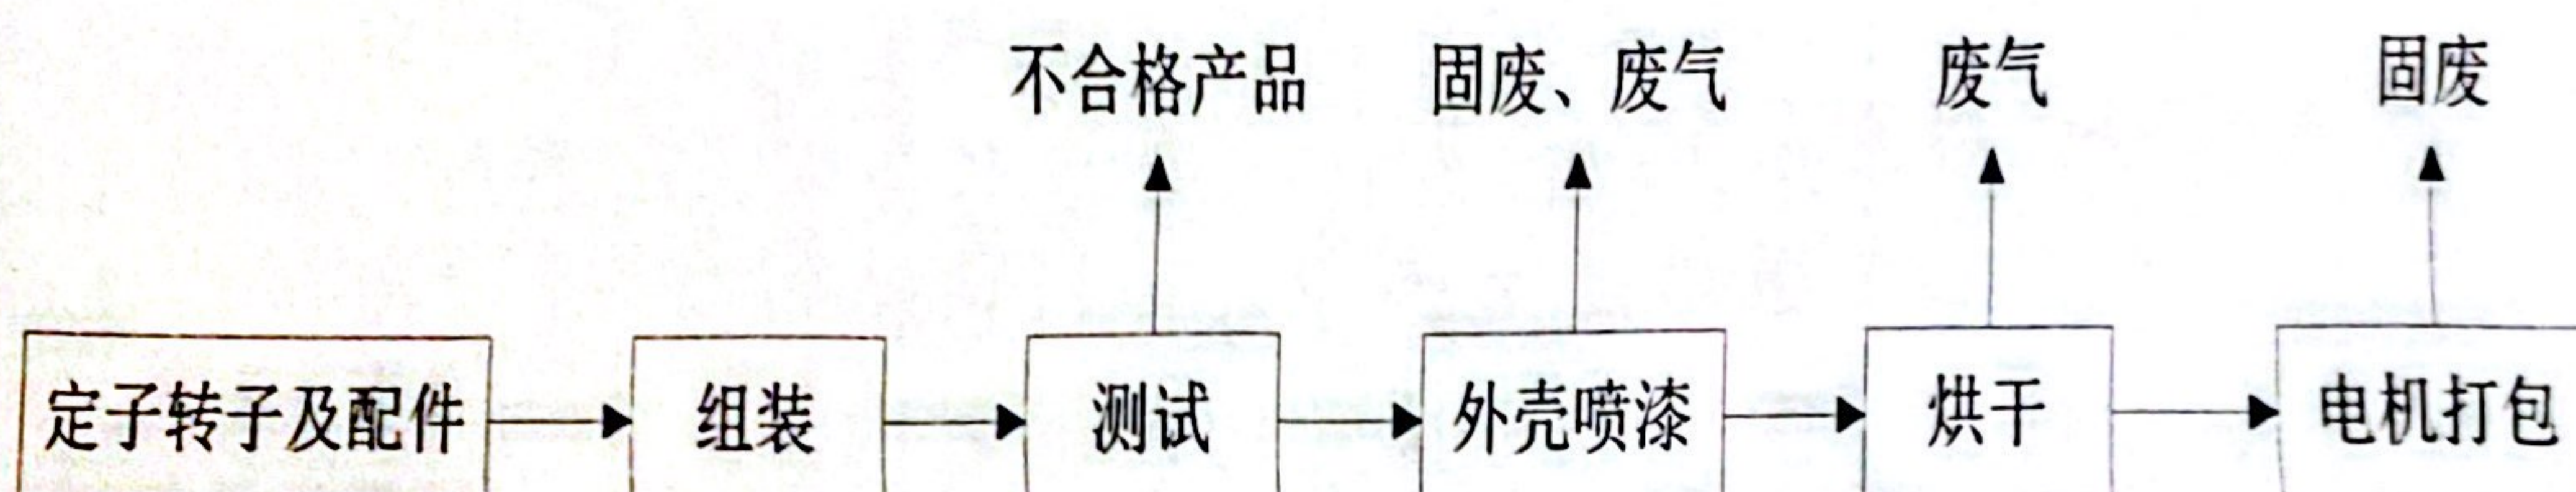 不合格产品 固废、废气 废气 固废
定子转子及配件 组装 测试 外壳喷漆 烘干 电机打包